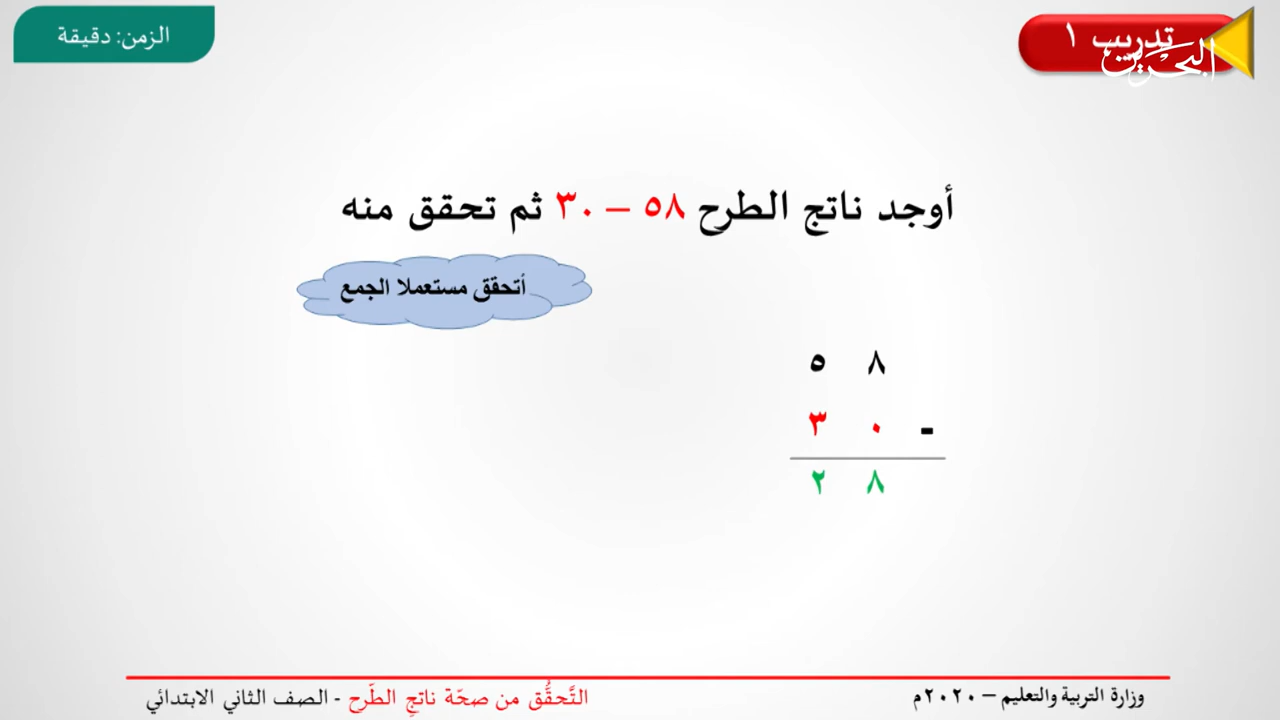 تدريب ١
البحرين
الزمن: دقيقة
أوجد ناتج الطرح ٥٨ – ٣٠ ثم تحقق منه
أتحقق مستعملا الجمع
٥ ٨
٣ ٠ -
٢ ٨
وزارة التربية والتعليم – ٢٠٢٠م
التَّحقُّق من صحّة ناتجِ الطّرح - الصف الثاني الابتدائي